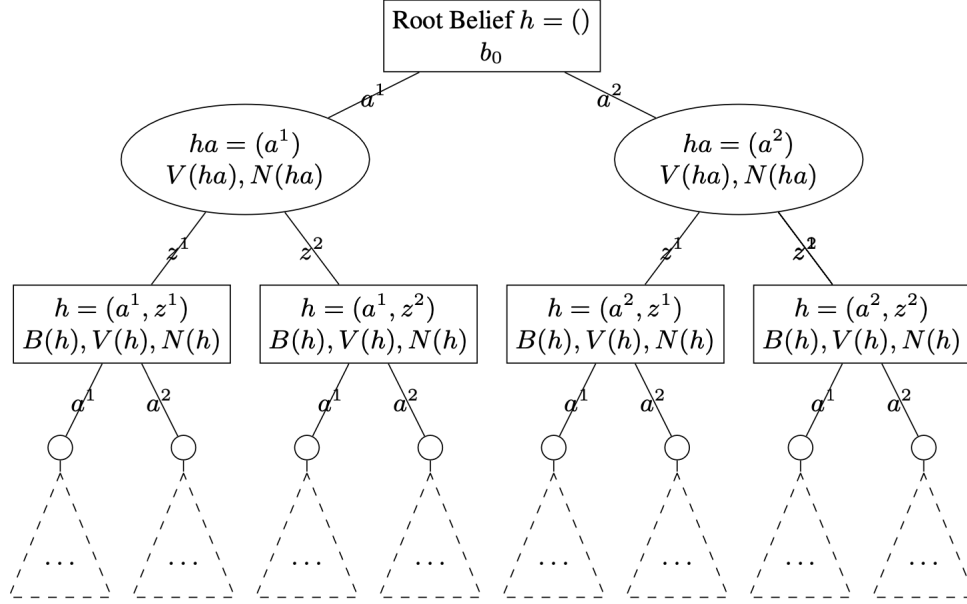 Root Belief h = ()
b₀
a¹ a²
ha = (a¹)
V(ha), N(ha)
ha = (a²)
V(ha), N(ha)
z¹ z² z¹
h = (a¹, z¹)
B(h), V(h), N(h)
h = (a¹, z²)
B(h), V(h), N(h)
h = (a², z¹)
B(h), V(h), N(h)
h = (a², z²)
B(h), V(h), N(h)
a¹ a² a¹ a² a¹ a² a¹ a²
... ... ... ... ... ... ... ...